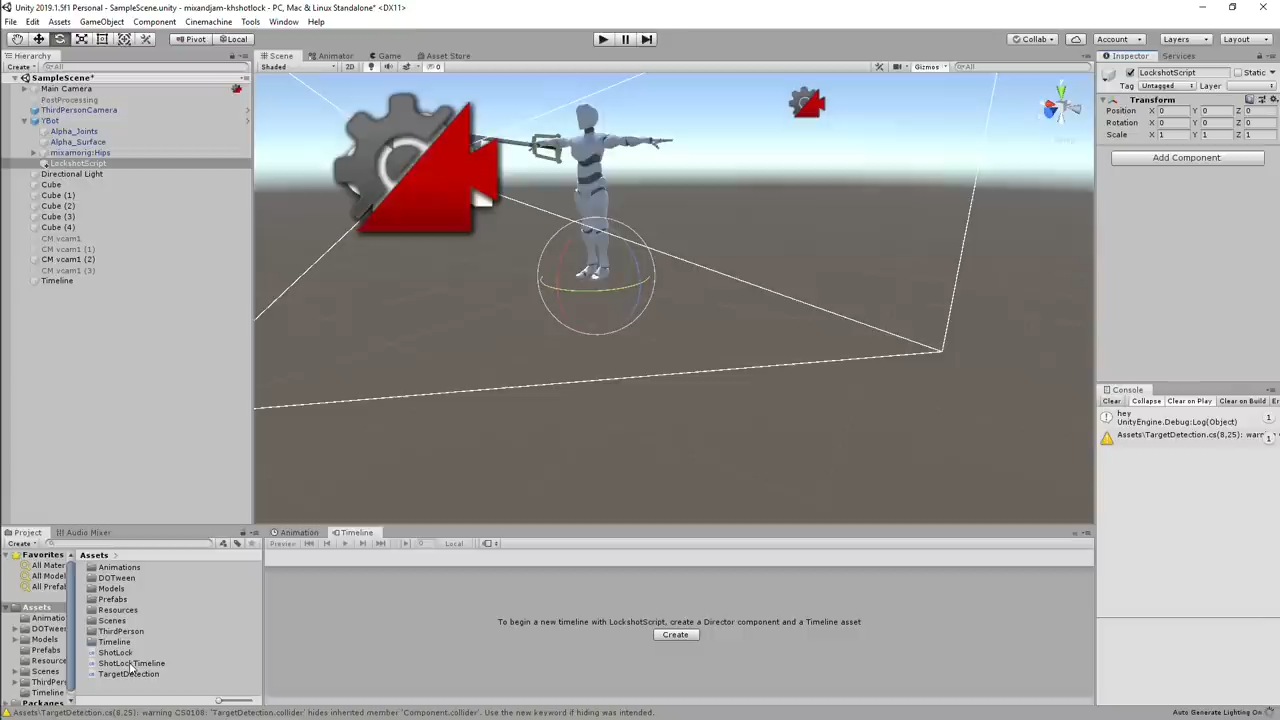 Unity 2019.1.5f1 Personal - SampleScene.unity - mixandjam-khshotlock - PC, Mac & Linux Standalone* <DX11>
File Edit Assets GameObject Component Cinemachine Tools Window Help
Pivot Local Collab Account Layers Layout
Hierarchy
Create All
SampleScene*
Main Camera
PostProcessing
ThirdPersonCamera
YBot
Alpha_Joints
Alpha_Surface
mixamorig:Hips
LockshotScript
Directional Light
Cube
Cube (1)
Cube (2)
Cube (3)
Cube (4)
CM vcam1
CM vcam1 (1)
CM vcam1 (2)
CM vcam1 (3)
Timeline
Scene Animator Game Asset Store
Shaded 2D 0 Gizmos All
Inspector Services
LockshotScript Static
Tag Untagged Layer
Transform
Position X 0 Y 0 Z 0
Rotation X 0 Y 0 Z 0
Scale X 1 Y 1 Z 1
Add Component
Console
Clear Collapse Clear on Play Clear on Build Er
hey
UnityEngine.Debug:Log(Object)
1
Assets\TargetDetection.cs(8,25): warni
1
Project Audio Mixer
Create
Favorites
All Mater
All Model
All Prefab
Assets
Animatio
DOTween
Models
Prefabs
Resource
Scenes
ThirdPers
Timeline
Packages
Assets
Animations
DOTween
Models
Prefabs
Resources
Scenes
ThirdPerson
Timeline
ShotLock
ShotLockTimeline
TargetDetection
Animation Timeline
Preview 0 Local
To begin a new timeline with LockshotScript, create a Director component and a Timeline asset
Create
Assets\TargetDetection.cs(8,25): warning CS0108: 'TargetDetection.collider' hides inherited member 'Component.collider'. Use the new keyword if hiding was intended.
Auto Generate Lighting On